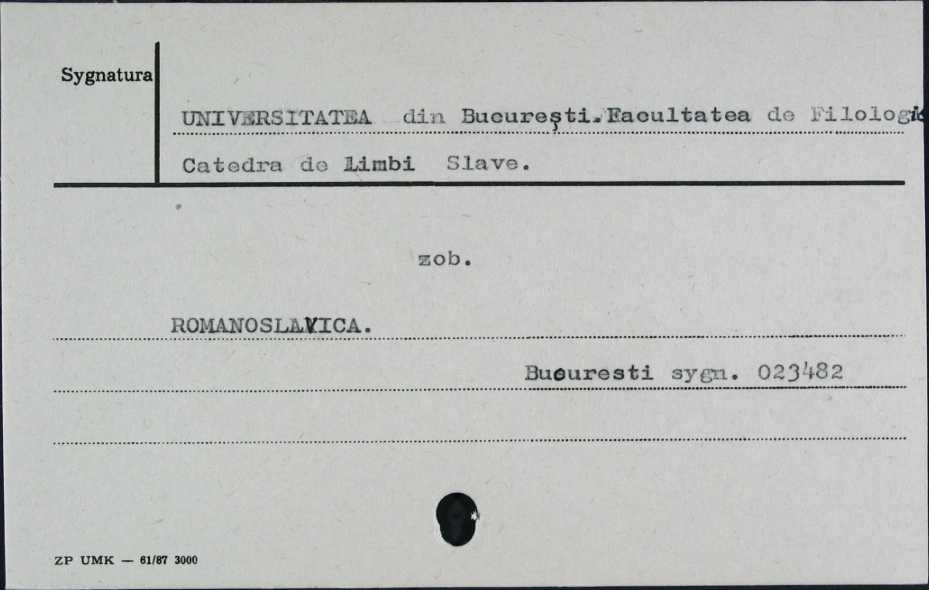 Sygnatura
UNIVERSITATEA din Bucureşti. Facultatea de Filologie
Catedra de Limbi Slave.
zob.
ROMANOSLAVICA.
Bucuresti sygn. 023482
ZP UMK — 61/87 3000